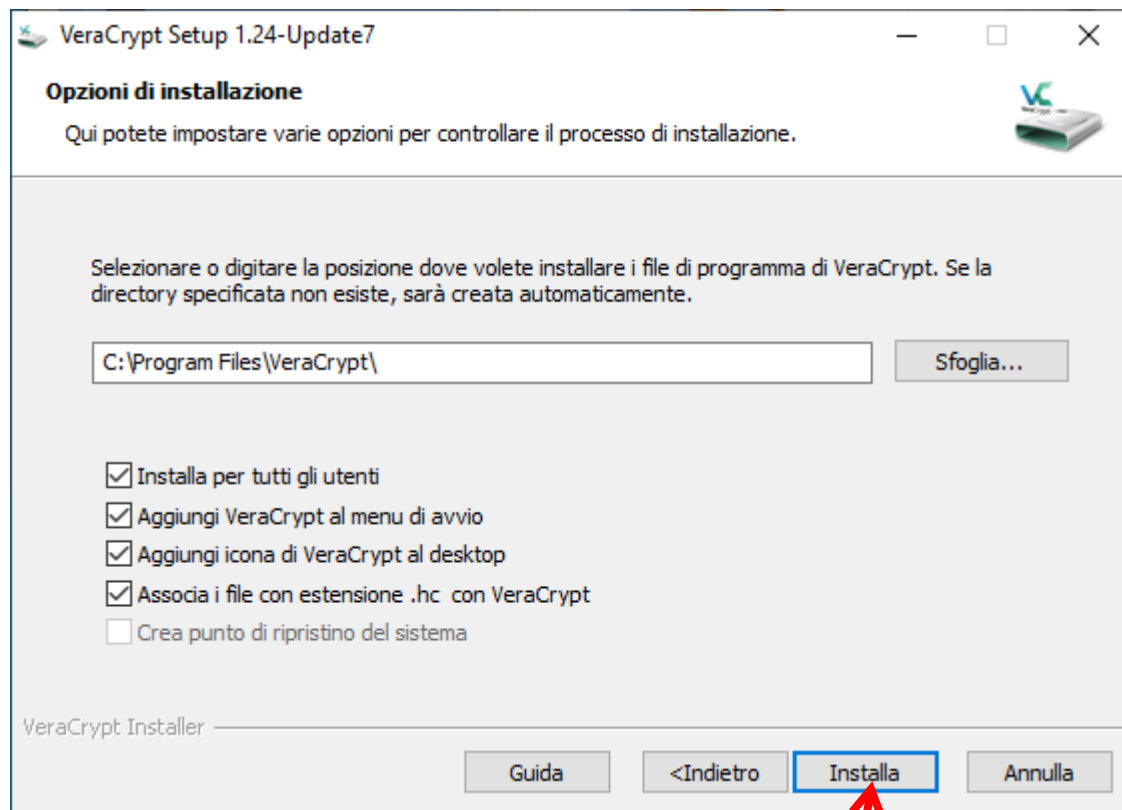 VeraCrypt Setup 1.24-Update7
Opzioni di installazione
Qui potete impostare varie opzioni per controllare il processo di installazione.
Selezionare o digitare la posizione dove volete installare i file di programma di VeraCrypt. Se la
directory specificata non esiste, sarà creata automaticamente.
C:\Program Files\VeraCrypt\
Sfoglia...
Installa per tutti gli utenti
Aggiungi VeraCrypt al menu di avvio
Aggiungi icona di VeraCrypt al desktop
Associa i file con estensione .hc con VeraCrypt
Crea punto di ripristino del sistema
VeraCrypt Installer
Guida <Indietro Installa Annulla